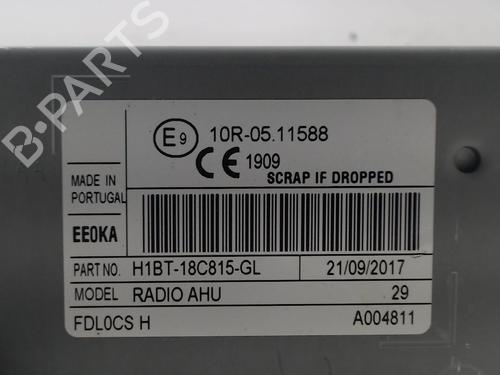 B-PARTS
E9 10R-05.11588
CE 1909
SCRAP IF DROPPED
MADE IN
PORTUGAL
EE0KA
PART NO. H1BT-18C815-GL 21/09/2017
MODEL RADIO AHU 29
FDL0CS H A004811